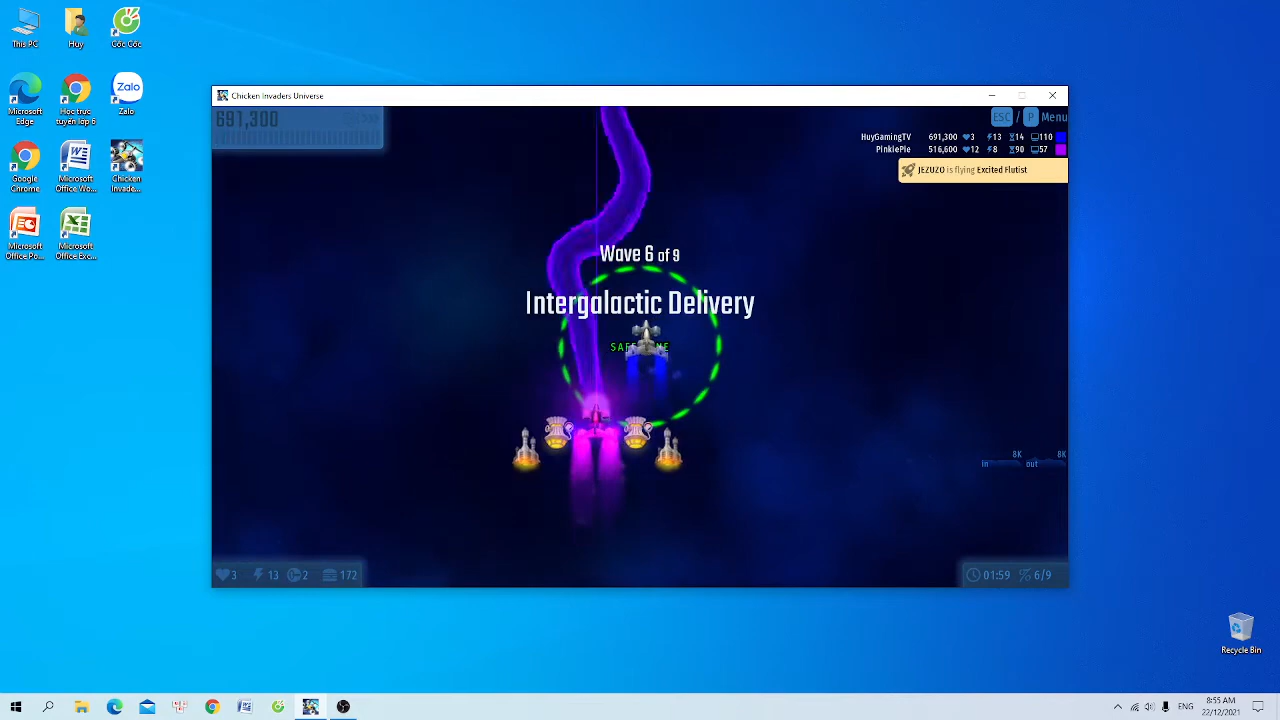 This PC
Huy
Cốc Cốc
Microsoft
Edge
Học trực
tuyến lớp 6
Zalo
Zalo
Google
Chrome
Microsoft
Office Wo...
Chicken
Invade...
Microsoft
Office Po...
Microsoft
Office Exc...
Chicken Invaders Universe
691,300
ESC / P Menu
HuyGamingTV 691,300 3 13 14 110
PinkiePie 516,600 12 8 90 57
JEZUZO is flying Excited Flutist
Wave 6 of 9
Intergalactic Delivery
8K 8K
in out
3 13 2 172
01:59 6/9
Recycle Bin
ENG
8:55 AM
22/12/2021